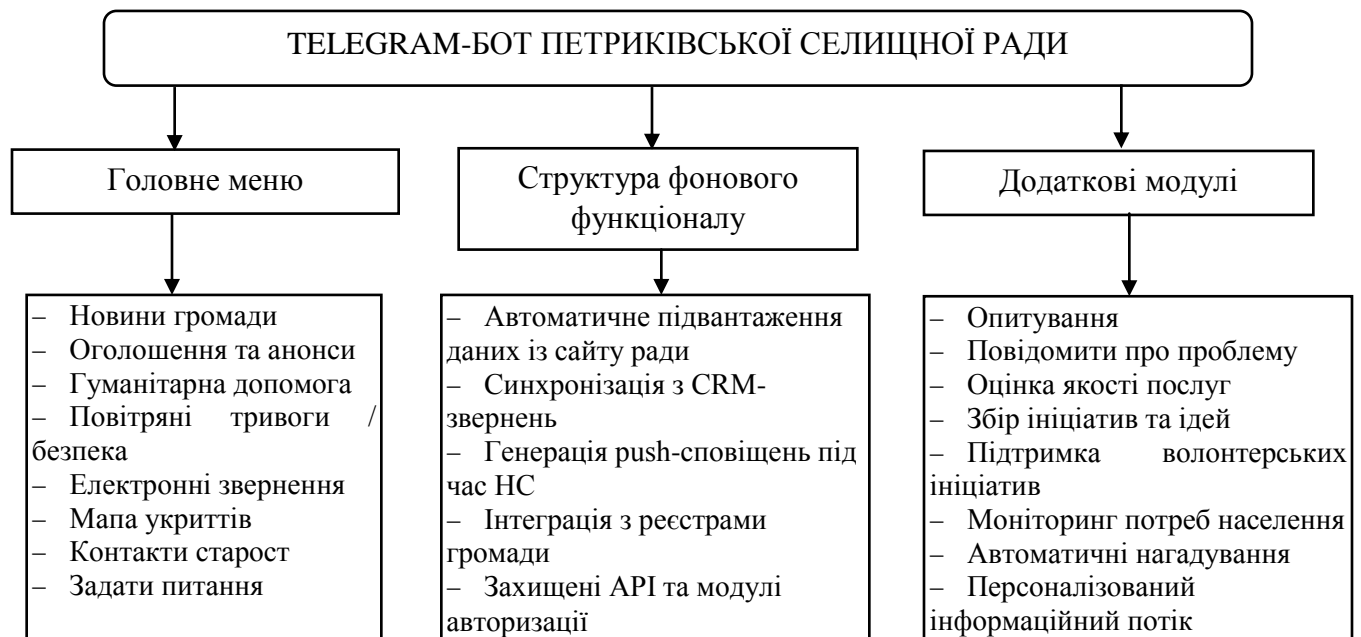 TELEGRAM-БОТ ПЕТРИКІВСЬКОЇ СЕЛИЩНОЇ РАДИ
Головне меню
– Новини громади
– Оголошення та анонси
– Гуманітарна допомога
– Повітряні тривоги /
безпека
– Електронні звернення
– Мапа укриттів
– Контакти старост
– Задати питання
Структура фонового
функціоналу
– Автоматичне підвантаження
даних із сайту ради
– Синхронізація з CRM-
звернень
– Генерація push-сповіщень під
час НС
– Інтеграція з реєстрами
громади
– Захищені API та модулі
авторизації
Додаткові модулі
– Опитування
– Повідомити про проблему
– Оцінка якості послуг
– Збір ініціатив та ідей
– Підтримка волонтерських
ініціатив
– Моніторинг потреб населення
– Автоматичні нагадування
– Персоналізований
інформаційний потік